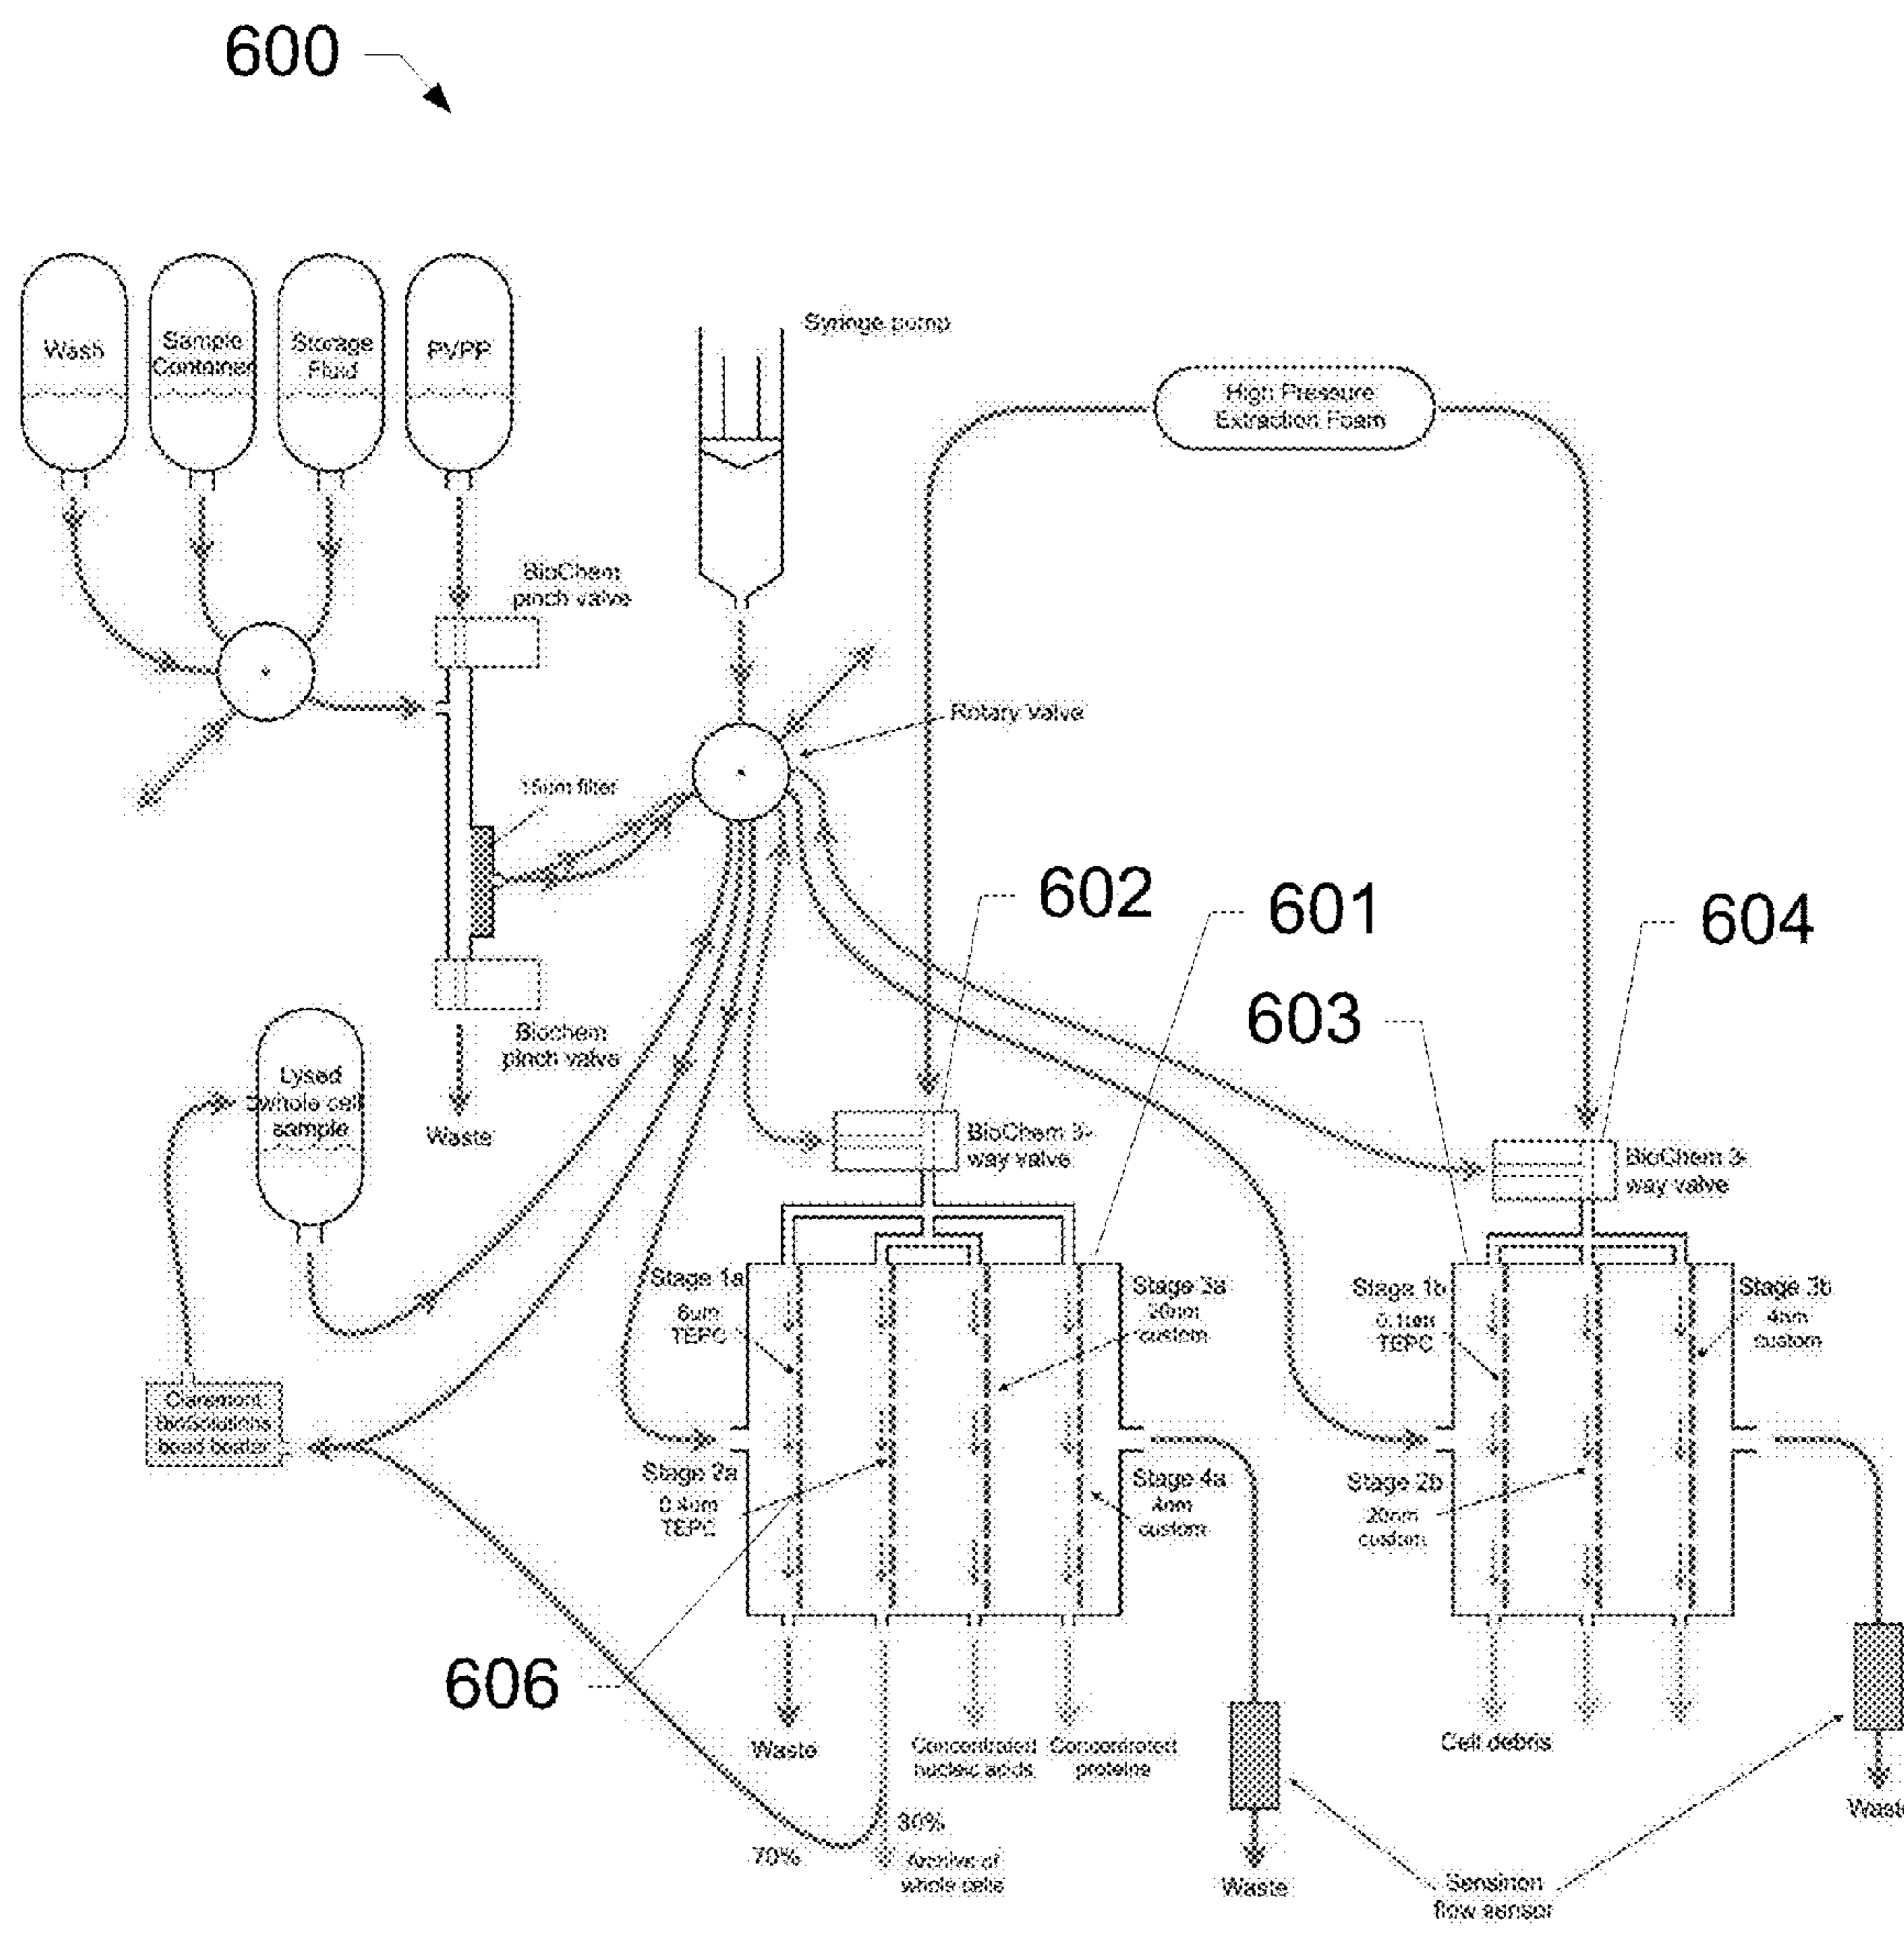 600
Wash
Sample
Container
Storage
Fluid
PVPP
Syringe pump
High Pressure
Extraction Foam
BioChem
pinch valve
Rotary Valve
15um filter
602
601
604
603
Biochem
pinch valve
Waste
Lysed
whole cell
sample
BioChem 3-
way valve
BioChem 3-
way valve
Stage 1a
6um
TEPC
Stage 3a
20nm
custom
Stage 1b
0.1um
TEPC
Stage 3b
4nm
custom
Claremont
BioSolutions
bead beater
Stage 2a
0.4um
TEPC
Stage 4a
4nm
custom
Stage 2b
20nm
custom
606
Waste
Concentrated
nucleic acids
Concentrated
proteins
Cell debris
Waste
30%
70%
Archive of
whole cells
Waste
Sensirion
flow sensor